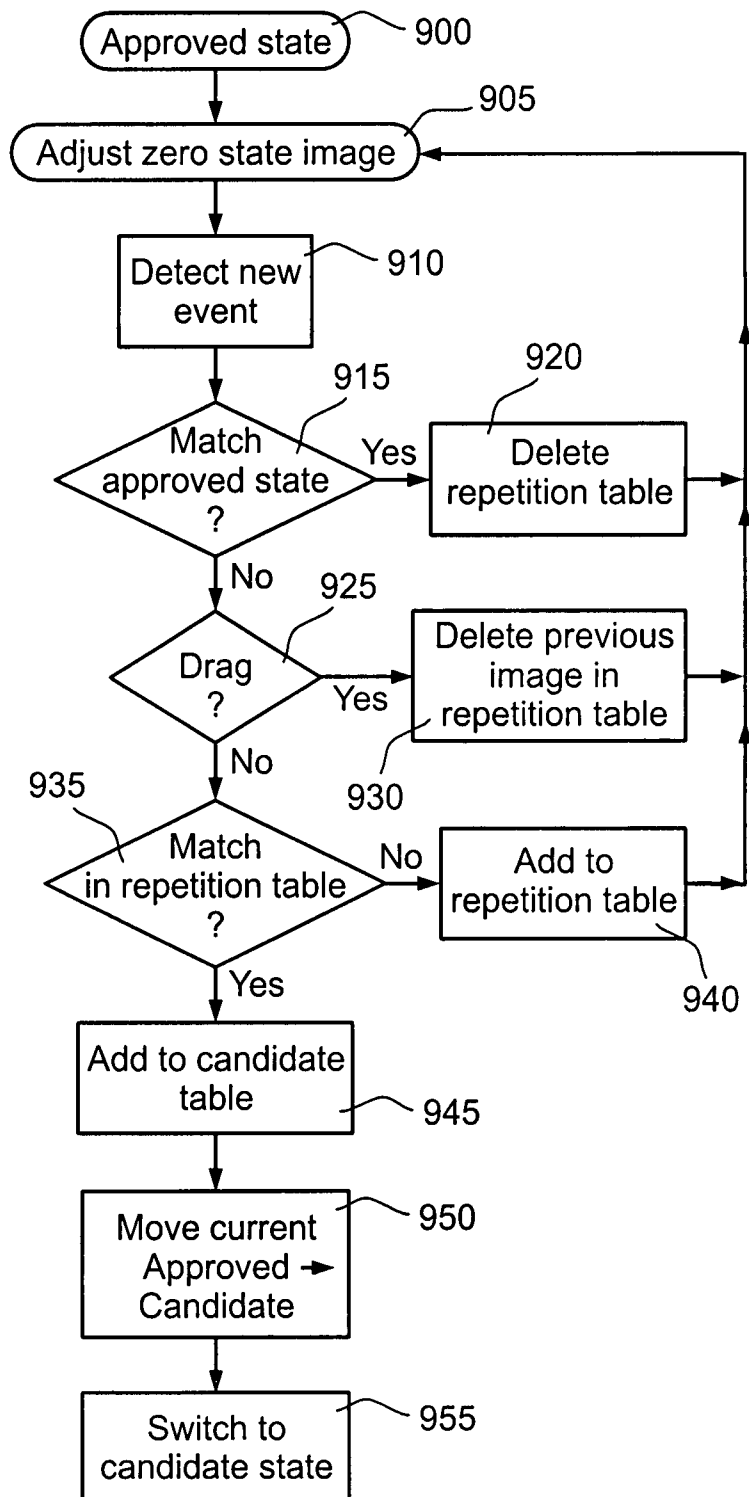 Approved state
900
905
Adjust zero state image
910
Detect new
event
915
920
Match
approved state
?
Yes
Delete
repetition table
No
925
Drag
?
Yes
Delete previous
image in
repetition table
930
No
935
Match
in repetition table
?
No
Add to
repetition table
940
Yes
Add to candidate
table
945
950
Move current
Approved →
Candidate
Switch to
candidate state
955